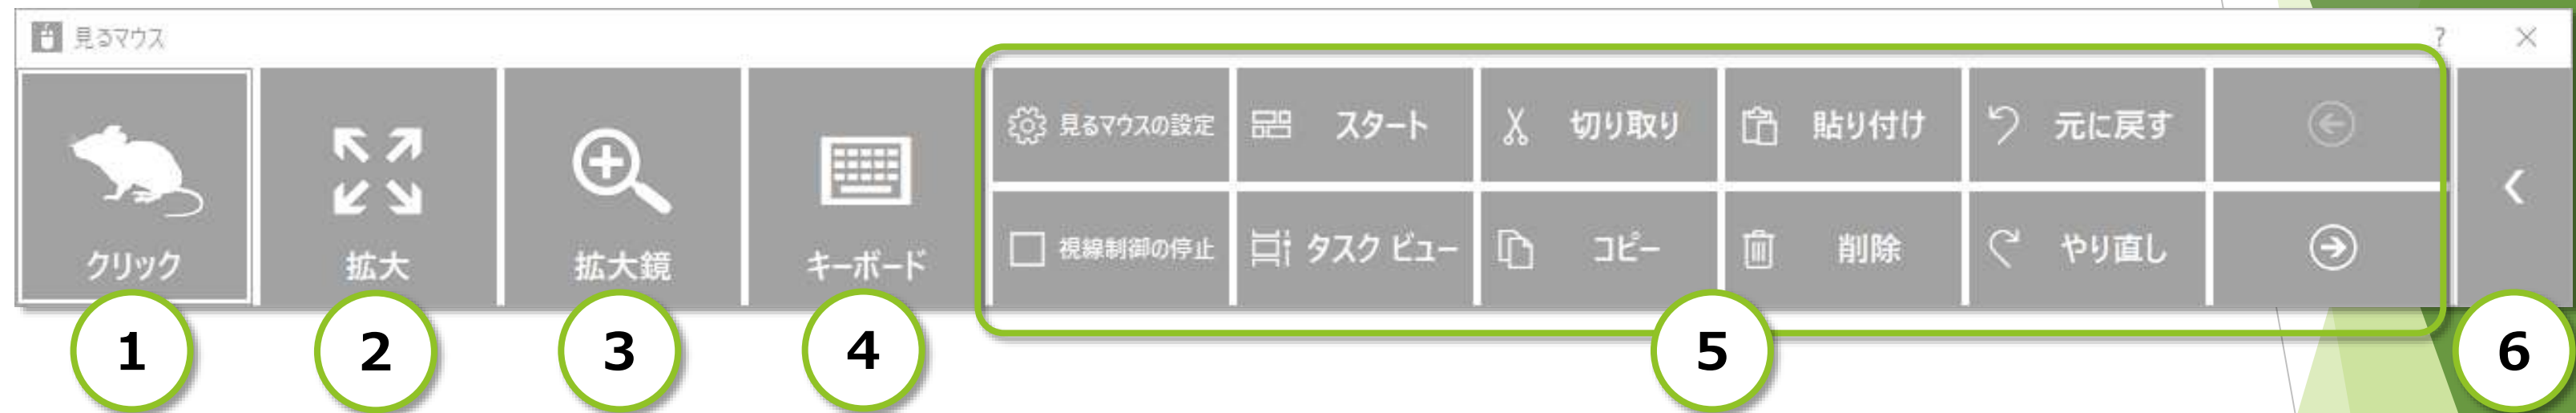 見るマウス
?
クリック
拡大
拡大鏡
キーボード
見るマウスの設定
スタート
切り取り
貼り付け
元に戻す
視線制御の停止
タスク ビュー
コピー
削除
やり直し
1
2
3
4
5
6